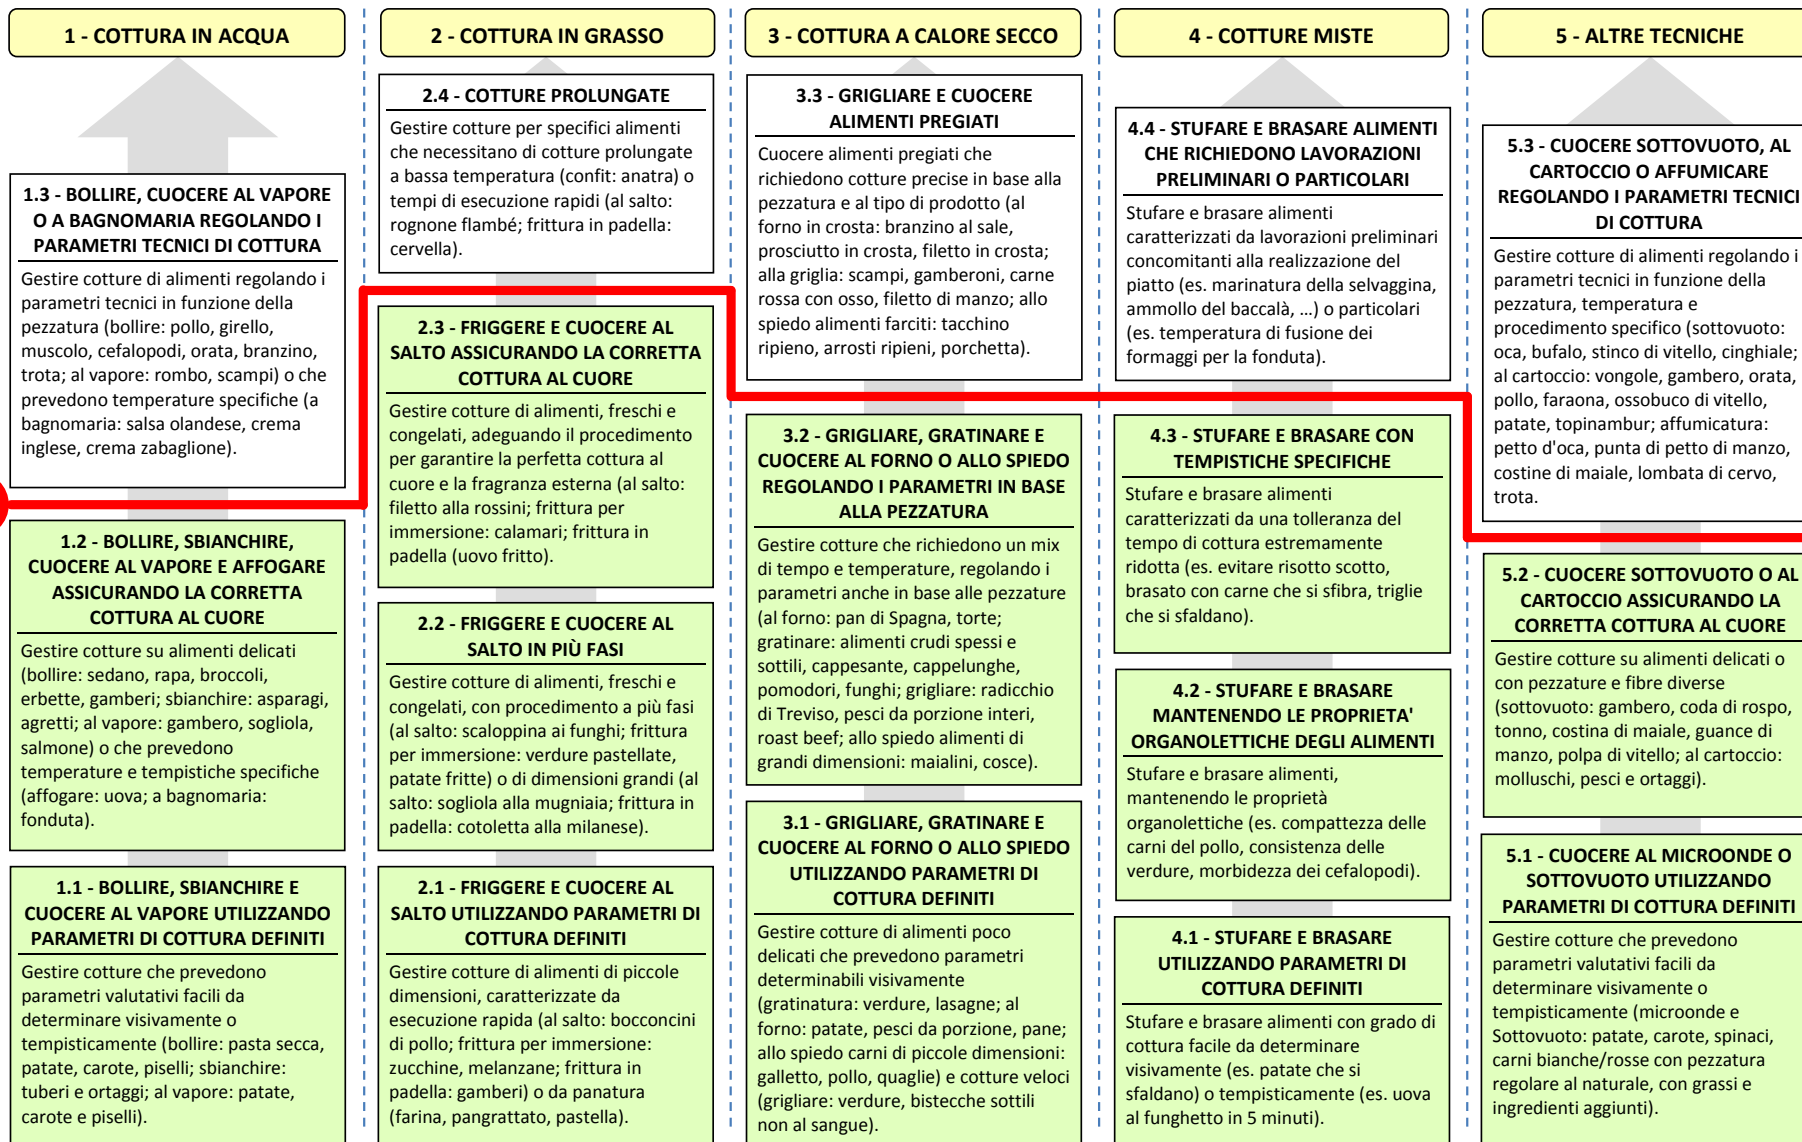 1 - COTTURA IN ACQUA
1.3 - BOLLIRE, CUOCERE AL VAPORE
O A BAGNOMARIA REGOLANDO I
PARAMETRI TECNICI DI COTTURA
Gestire cotture di alimenti regolando i
parametri tecnici in funzione della
pezzatura (bollire: pollo, girello,
muscolo, cefalopodi, orata, branzino,
trota; al vapore: rombo, scampi) o che
prevedono temperature specifiche (a
bagnomaria: salsa olandese, crema
inglese, crema zabaglione).
1.2 - BOLLIRE, SBIANCHIRE,
CUOCERE AL VAPORE E AFFOGARE
ASSICURANDO LA CORRETTA
COTTURA AL CUORE
Gestire cotture su alimenti delicati
(bollire: sedano, rapa, broccoli,
erbette, gamberi; sbianchire: asparagi,
agretti; al vapore: gambero, sogliola,
salmone) o che prevedono
temperature e tempistiche specifiche
(affogare: uova; a bagnomaria:
fonduta).
1.1 - BOLLIRE, SBIANCHIRE E
CUOCERE AL VAPORE UTILIZZANDO
PARAMETRI DI COTTURA DEFINITI
Gestire cotture che prevedono
parametri valutativi facili da
determinare visivamente o
tempisticamente (bollire: pasta secca,
patate, carote, piselli; sbianchire:
tuberi e ortaggi; al vapore: patate,
carote e piselli).
2 - COTTURA IN GRASSO
2.4 - COTTURE PROLUNGATE
Gestire cotture per specifici alimenti
che necessitano di cotture prolungate
a bassa temperatura (confit: anatra) o
tempi di esecuzione rapidi (al salto:
rognone flambé; frittura in padella:
cervella).
2.3 - FRIGGERE E CUOCERE AL
SALTO ASSICURANDO LA CORRETTA
COTTURA AL CUORE
Gestire cotture di alimenti, freschi e
congelati, adeguando il procedimento
per garantire la perfetta cottura al
cuore e la fragranza esterna (al salto:
filetto alla rossini; frittura per
immersione: calamari; frittura in
padella (uovo fritto).
2.2 - FRIGGERE E CUOCERE AL
SALTO IN PIÙ FASI
Gestire cotture di alimenti, freschi e
congelati, con procedimento a più fasi
(al salto: scaloppina ai funghi; frittura
per immersione: verdure pastellate,
patate fritte) o di dimensioni grandi (al
salto: sogliola alla mugniaia; frittura in
padella: cotoletta alla milanese).
2.1 - FRIGGERE E CUOCERE AL
SALTO UTILIZZANDO PARAMETRI DI
COTTURA DEFINITI
Gestire cotture di alimenti di piccole
dimensioni, caratterizzate da
esecuzione rapida (al salto: bocconcini
di pollo; frittura per immersione:
zucchine, melanzane; frittura in
padella: gamberi) o da panatura
(farina, pangrattato, pastella).
3 - COTTURA A CALORE SECCO
3.3 - GRIGLIARE E CUOCERE
ALIMENTI PREGIATI
Cuocere alimenti pregiati che
richiedono cotture precise in base alla
pezzatura e al tipo di prodotto (al
forno in crosta: branzino al sale,
prosciutto in crosta, filetto in crosta;
alla griglia: scampi, gamberoni, carne
rossa con osso, filetto di manzo; allo
spiedo alimenti farciti: tacchino
ripieno, arrosti ripieni, porchetta).
3.2 - GRIGLIARE, GRATINARE E
CUOCERE AL FORNO O ALLO SPIEDO
REGOLANDO I PARAMETRI IN BASE
ALLA PEZZATURA
Gestire cotture che richiedono un mix
di tempo e temperature, regolando i
parametri anche in base alle pezzature
(al forno: pan di Spagna, torte;
gratinare: alimenti crudi spessi e
sottili, cappesante, cappelunghe,
pomodori, funghi; grigliare: radicchio
di Treviso, pesci da porzione interi,
roast beef; allo spiedo alimenti di
grandi dimensioni: maialini, cosce).
3.1 - GRIGLIARE, GRATINARE E
CUOCERE AL FORNO O ALLO SPIEDO
UTILIZZANDO PARAMETRI DI
COTTURA DEFINITI
Gestire cotture di alimenti poco
delicati che prevedono parametri
determinabili visivamente
(gratinatura: verdure, lasagne; al
forno: patate, pesci da porzione, pane;
allo spiedo carni di piccole dimensioni:
galletto, pollo, quaglie) e cotture veloci
(grigliare: verdure, bistecche sottili
non al sangue).
4 - COTTURE MISTE
4.4 - STUFARE E BRASARE ALIMENTI
CHE RICHIEDONO LAVORAZIONI
PRELIMINARI O PARTICOLARI
Stufare e brasare alimenti
caratterizzati da lavorazioni preliminari
concomitanti alla realizzazione del
piatto (es. marinatura della selvaggina,
ammollo del baccalà, ...) o particolari
(es. temperatura di fusione dei
formaggi per la fonduta).
4.3 - STUFARE E BRASARE CON
TEMPISTICHE SPECIFICHE
Stufare e brasare alimenti
caratterizzati da una tolleranza del
tempo di cottura estremamente
ridotta (es. evitare risotto scotto,
brasato con carne che si sfibra, triglie
che si sfaldano).
4.2 - STUFARE E BRASARE
MANTENENDO LE PROPRIETA'
ORGANOLETTICHE DEGLI ALIMENTI
Stufare e brasare alimenti,
mantenendo le proprietà
organolettiche (es. compattezza delle
carni del pollo, consistenza delle
verdure, morbidezza dei cefalopodi).
4.1 - STUFARE E BRASARE
UTILIZZANDO PARAMETRI DI
COTTURA DEFINITI
Stufare e brasare alimenti con grado di
cottura facile da determinare
visivamente (es. patate che si
sfaldano) o tempisticamente (es. uova
al funghetto in 5 minuti).
5 - ALTRE TECNICHE
5.3 - CUOCERE SOTTOVUOTO, AL
CARTOCCIO O AFFUMICARE
REGOLANDO I PARAMETRI TECNICI
DI COTTURA
Gestire cotture di alimenti regolando i
parametri tecnici in funzione della
pezzatura, temperatura e
procedimento specifico (sottovuoto:
oca, bufalo, stinco di vitello, cinghiale;
al cartoccio: vongole, gambero, orata,
pollo, faraona, ossobuco di vitello,
patate, topinambur; affumicatura:
petto d'oca, punta di petto di manzo,
costine di maiale, lombata di cervo,
trota.
5.2 - CUOCERE SOTTOVUOTO O AL
CARTOCCIO ASSICURANDO LA
CORRETTA COTTURA AL CUORE
Gestire cotture su alimenti delicati o
con pezzature e fibre diverse
(sottovuoto: gambero, coda di rospo,
tonno, costina di maiale, guance di
manzo, polpa di vitello; al cartoccio:
molluschi, pesci e ortaggi).
5.1 - CUOCERE AL MICROONDE O
SOTTOVUOTO UTILIZZANDO
PARAMETRI DI COTTURA DEFINITI
Gestire cotture che prevedono
parametri valutativi facili da
determinare visivamente o
tempisticamente (microonde e
Sottovuoto: patate, carote, spinaci,
carni bianche/rosse con pezzatura
regolare al naturale, con grassi e
ingredienti aggiunti).